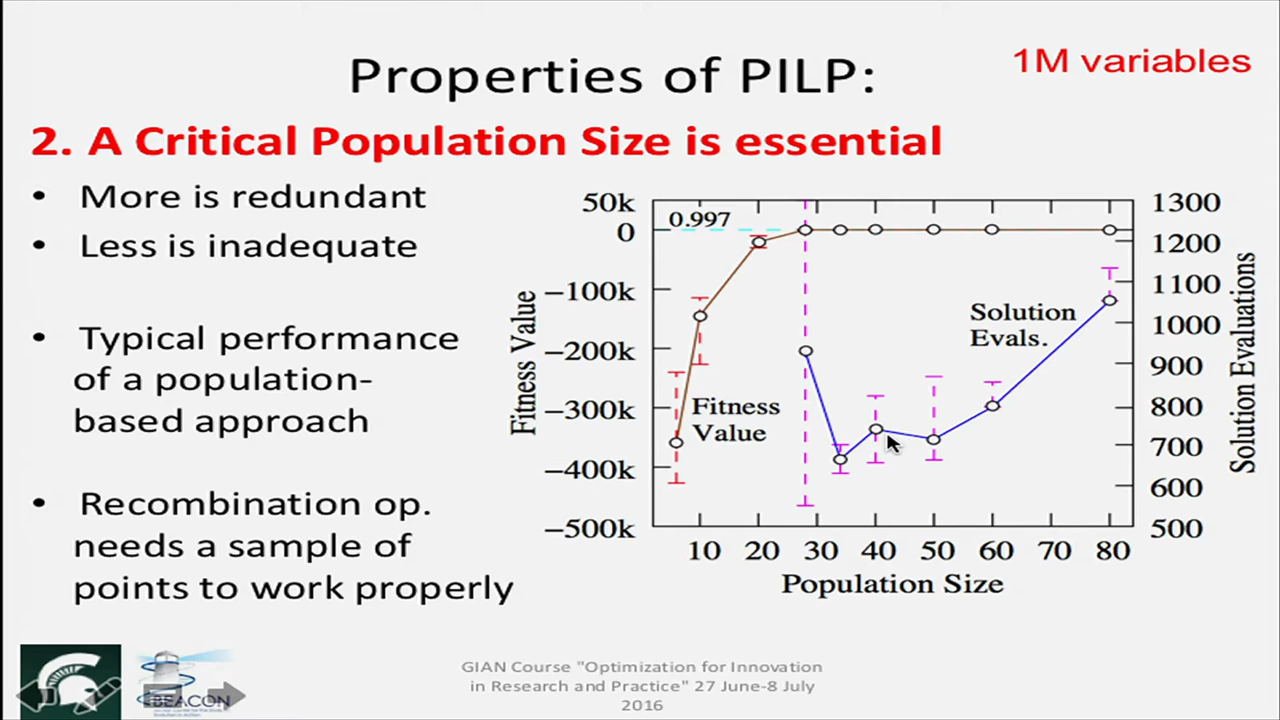 Properties of PILP:
1M variables
2. A Critical Population Size is essential
• More is redundant
• Less is inadequate
• Typical performance
of a population-
based approach
• Recombination op.
needs a sample of
points to work properly
Fitness Value
50k
0
−100k
−200k
−300k
−400k
−500k
0.997
Fitness
Value
Solution
Evals.
1300
1200
1100
1000
900
800
700
600
500
Solution Evaluations
10 20 30 40 50 60 70 80
Population Size
BEACON
GIAN Course "Optimization for Innovation
in Research and Practice" 27 June-8 July
2016